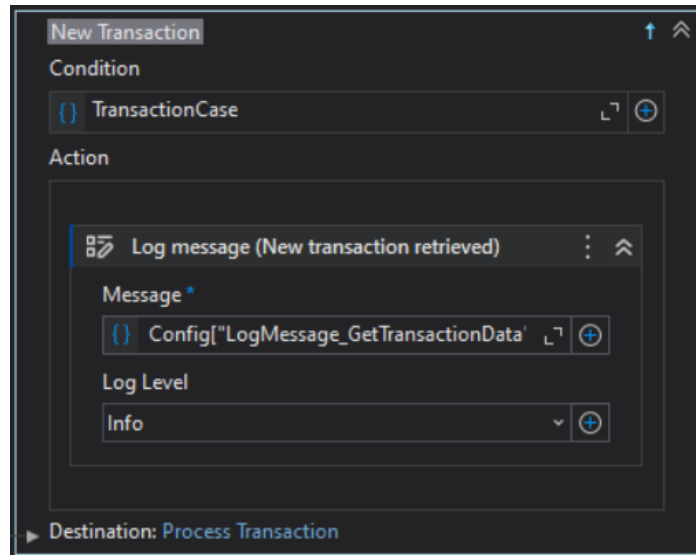 New Transaction
Condition
{} TransactionCase
Action
Log message (New transaction retrieved)
Message *
{} Config["LogMessage_GetTransactionData"
Log Level
Info
Destination: Process Transaction